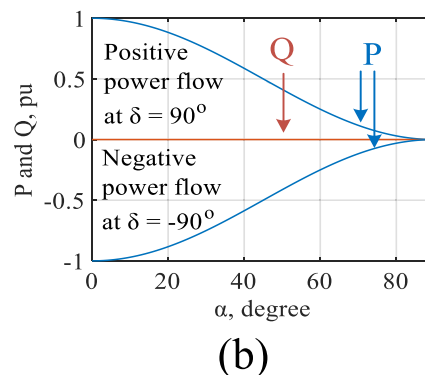 1
0.5
0
-0.5
-1
P and Q, pu
Positive
power flow
at δ = 90°
Negative
power flow
at δ = -90°
Q
P
0
20
40
60
80
α, degree
(b)